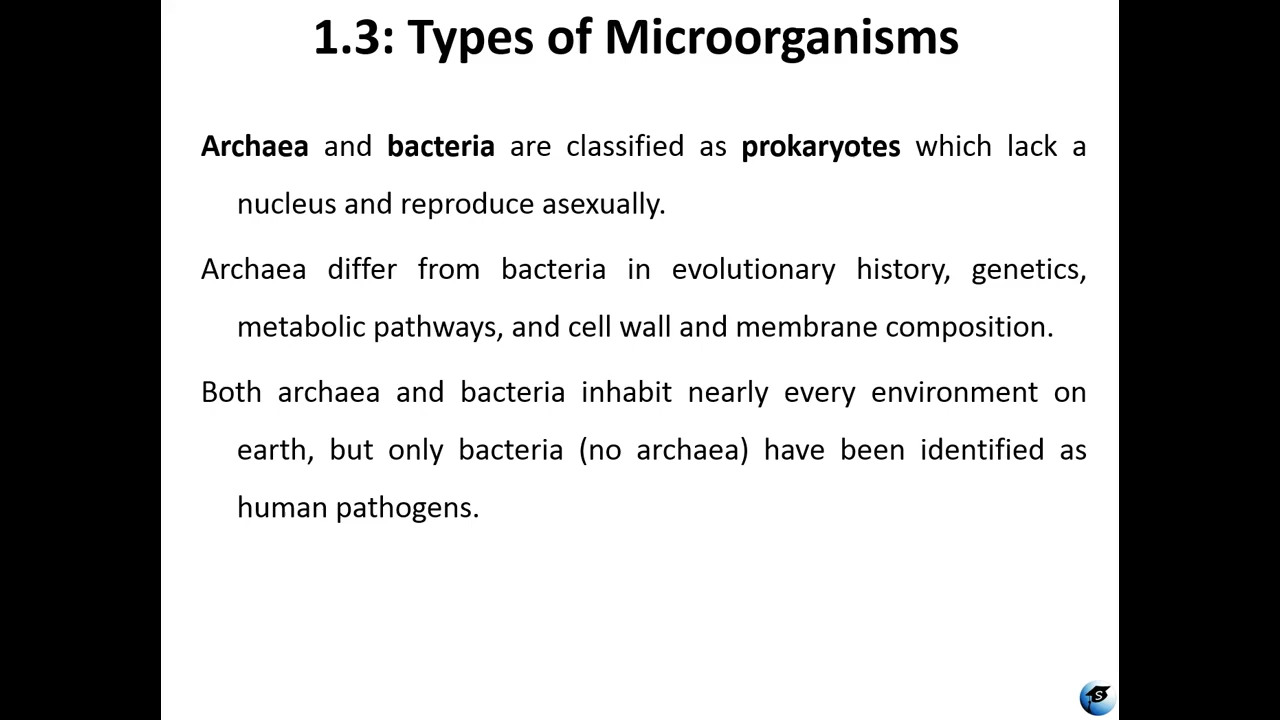 1.3: Types of Microorganisms
Archaea and bacteria are classified as prokaryotes which lack a
nucleus and reproduce asexually.
Archaea differ from bacteria in evolutionary history, genetics,
metabolic pathways, and cell wall and membrane composition.
Both archaea and bacteria inhabit nearly every environment on
earth, but only bacteria (no archaea) have been identified as
human pathogens.
S